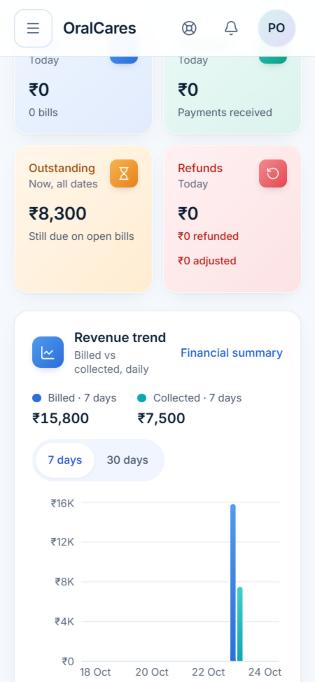 OralCares
PO
Today
Today
₹0
₹0
0 bills
Payments received
Outstanding
Now, all dates
₹8,300
Still due on open bills
Refunds
Today
₹0
₹0 refunded
₹0 adjusted
Revenue trend
Billed vs
collected, daily
Financial summary
Billed · 7 days
₹15,800
Collected · 7 days
₹7,500
7 days
30 days
₹16K
₹12K
₹8K
₹4K
₹0
18 Oct
20 Oct
22 Oct
24 Oct